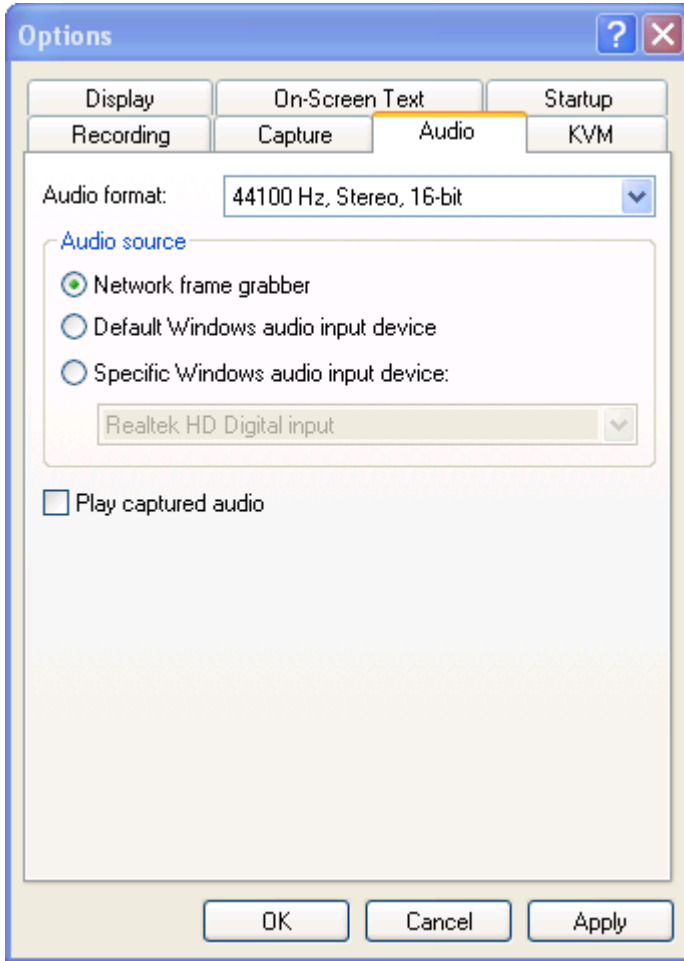 Options
Display On-Screen Text Startup
Recording Capture Audio KVM
Audio format: 44100 Hz, Stereo, 16-bit
Audio source
Network frame grabber
Default Windows audio input device
Specific Windows audio input device:
Realtek HD Digital input
Play captured audio
OK Cancel Apply